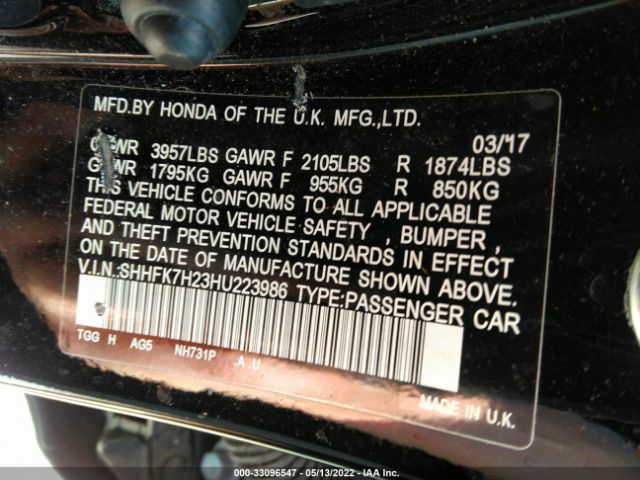 MFD.BY HONDA OF THE U.K. MFG.,LTD.
03/'17
GVWR 3957LBS GAWR F 2105LBS R 1874LBS
GVWR 1795KG GAWR F 955KG R 850KG
THIS VEHICLE CONFORMS TO ALL APPLICABLE
FEDERAL MOTOR VEHICLE SAFETY , BUMPER ,
AND THEFT PREVENTION STANDARDS IN EFFECT
ON THE DATE OF MANUFACTURE SHOWN ABOVE.
V.I.N.:SHHFK7H23HU223986 TYPE:PASSENGER CAR
TGG H AG5 NH731P .A .U
MADE IN U.K.
000-33096547 - 05/13/2022 - IAA Inc.